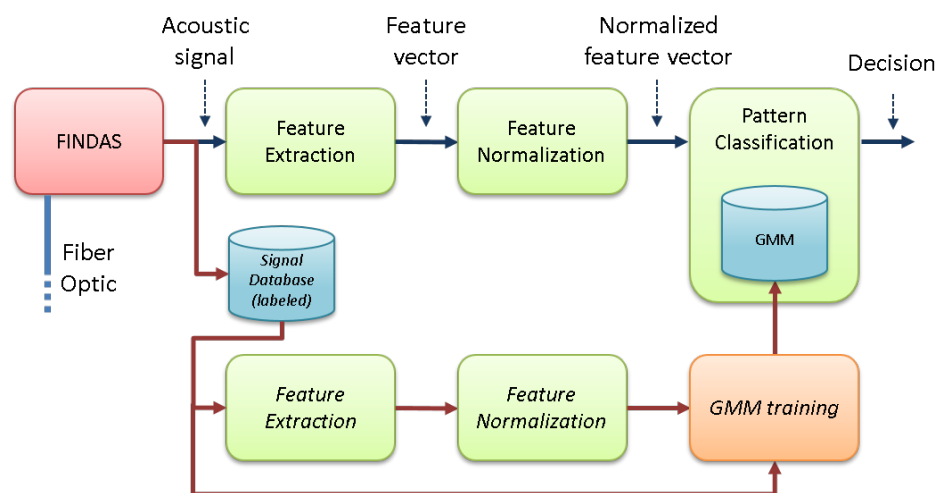 Acoustic
signal
Feature
vector
Normalized
feature vector
Decision
FINDAS
Feature
Extraction
Feature
Normalization
Pattern
Classification
GMM
Fiber
Optic
Signal
Database
(labeled)
Feature
Extraction
Feature
Normalization
GMM training